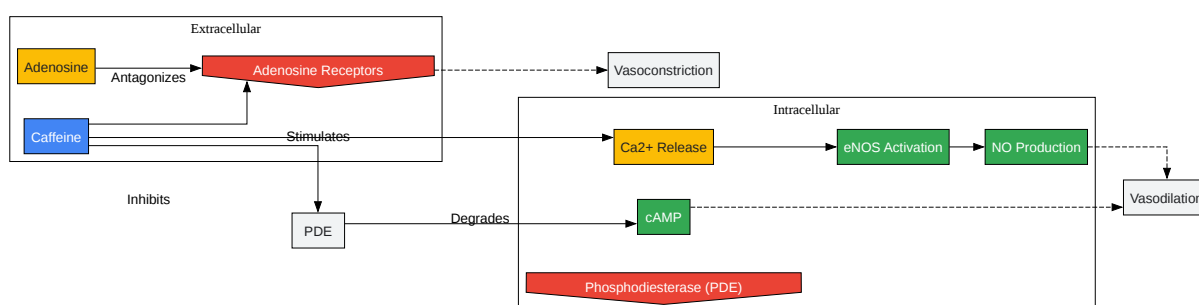 Extracellular
Adenosine
Antagonizes
Adenosine Receptors
Vasoconstriction
Caffeine
Stimulates
Intracellular
Ca2+ Release
eNOS Activation
NO Production
Inhibits
PDE
Degrades
cAMP
Vasodilation
Phosphodiesterase (PDE)